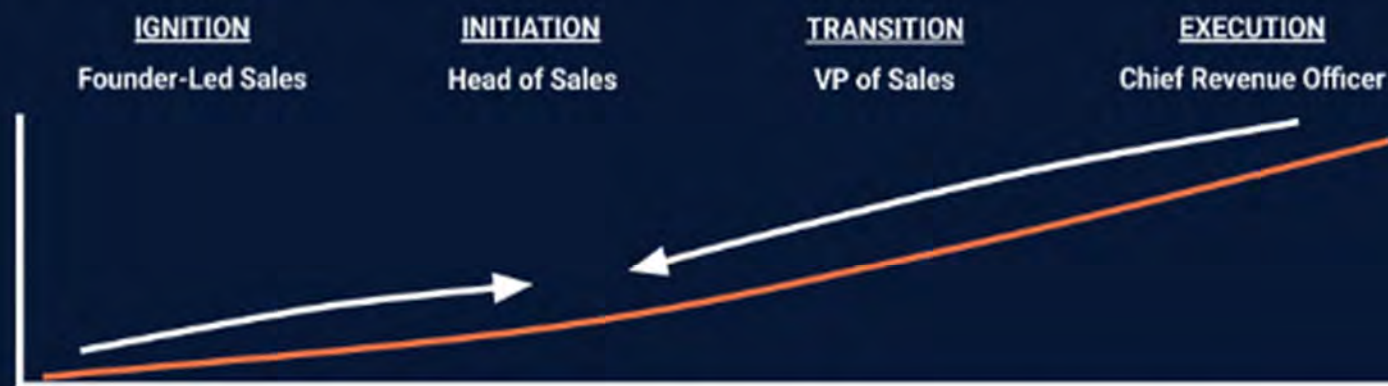 IGNITION
Founder-Led Sales
INITIATION
Head of Sales
TRANSITION
VP of Sales
EXECUTION
Chief Revenue Officer